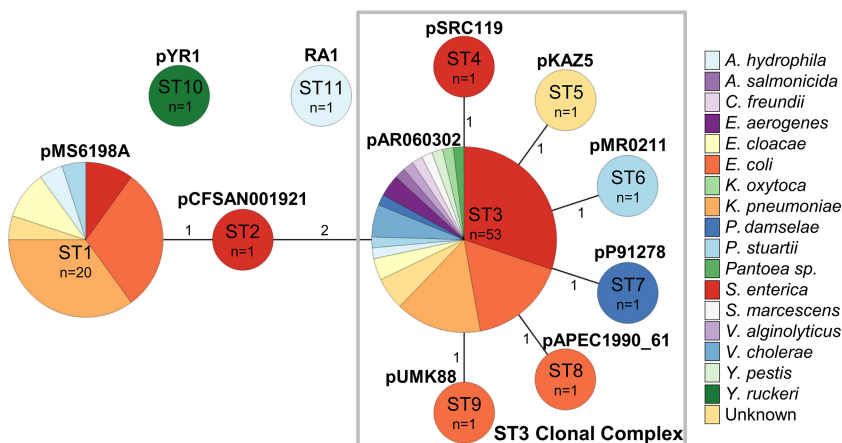 pYR1
ST10
n=1
RA1
ST11
n=1
pMS6198A
ST1
n=20
1
pCFSAN001921
ST2
n=1
2
pSRC119
ST4
n=1
1
pKAZ5
ST5
n=1
1
pAR060302
ST3
n=53
pMR0211
ST6
n=1
1
pP91278
ST7
n=1
1
pAPEC1990_61
ST8
n=1
1
pUMK88
ST9
n=1
1
ST3 Clonal Complex
A. hydrophila
A. salmonicida
C. freundii
E. aerogenes
E. cloacae
E. coli
K. oxytoca
K. pneumoniae
P. damselae
P. stuartii
Pantoea sp.
S. enterica
S. marcescens
V. alginolyticus
V. cholerae
Y. pestis
Y. ruckeri
Unknown